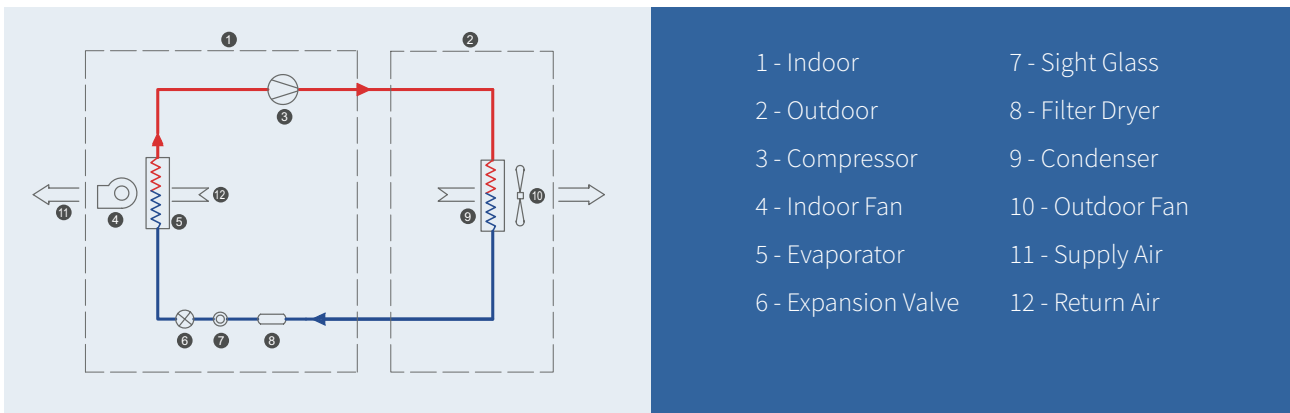 1
2
3
12
10
11
4
5
9
6
7
8
1 - Indoor
2 - Outdoor
3 - Compressor
4 - Indoor Fan
5 - Evaporator
6 - Expansion Valve
7 - Sight Glass
8 - Filter Dryer
9 - Condenser
10 - Outdoor Fan
11 - Supply Air
12 - Return Air